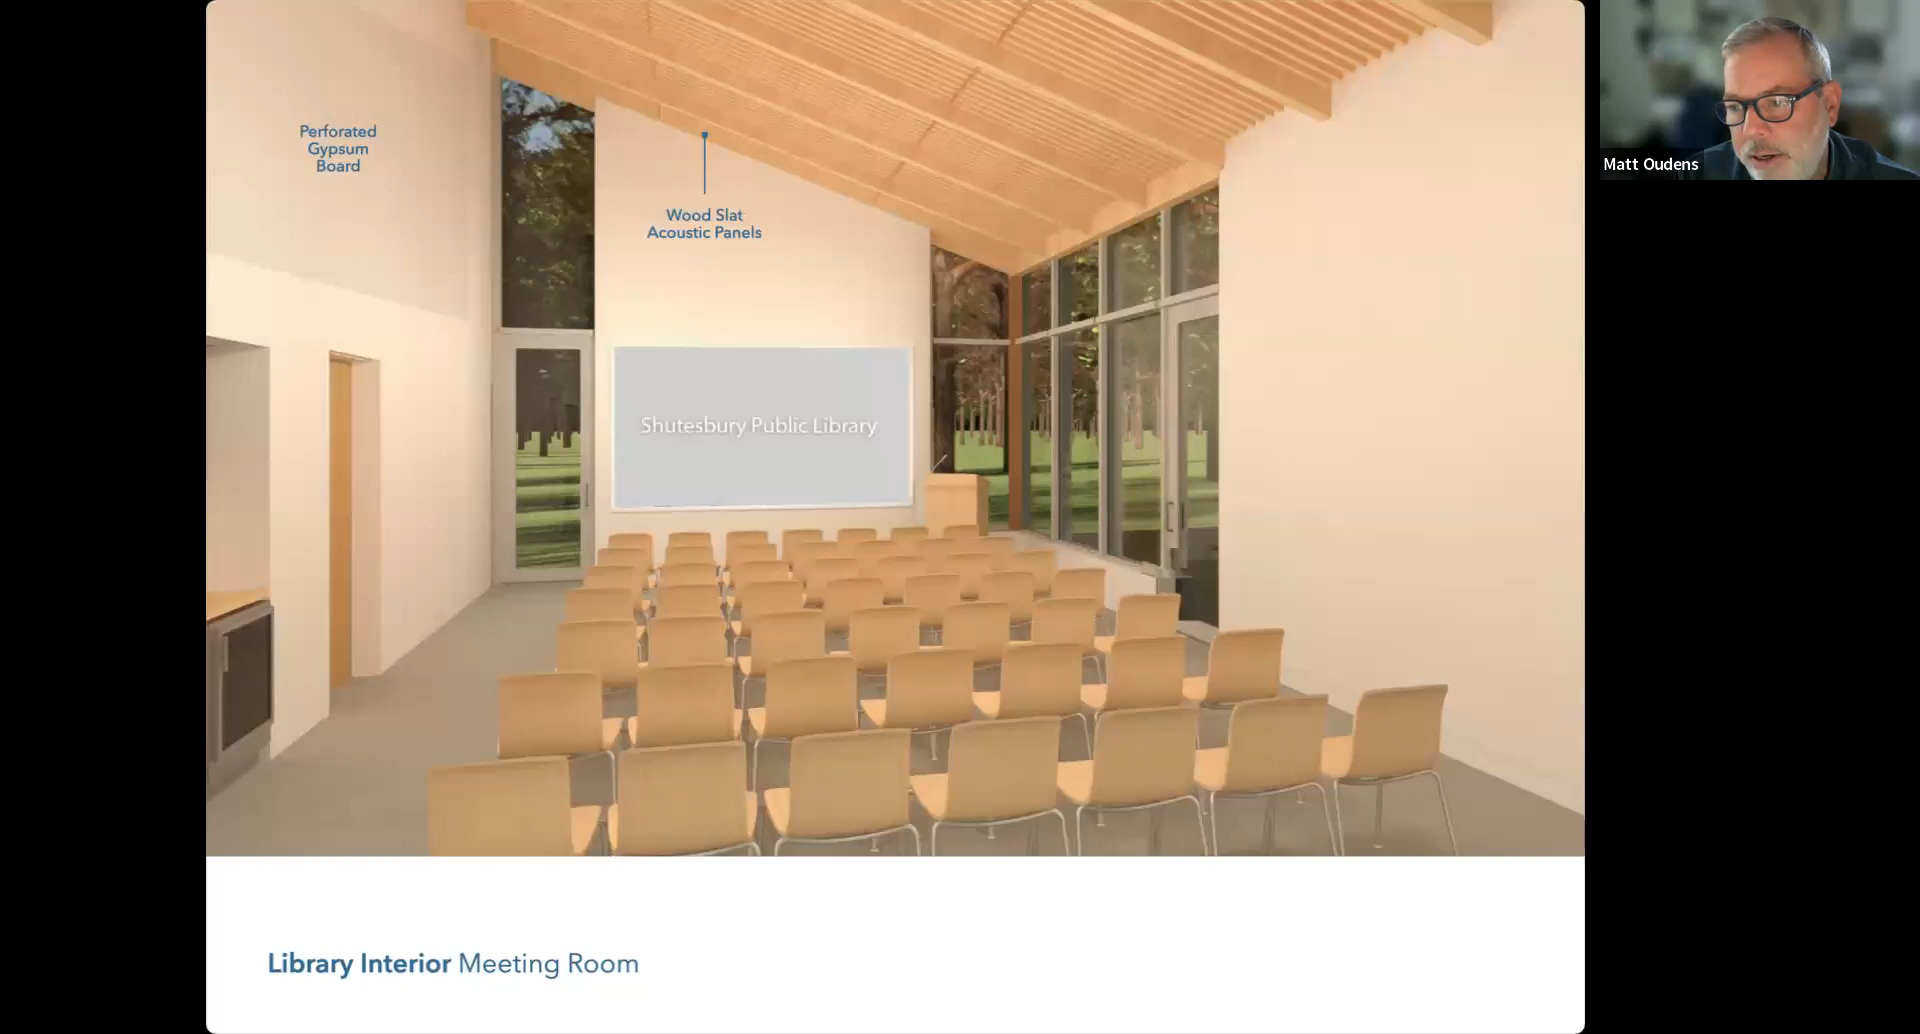 Perforated
Gypsum
Board
Wood Slat
Acoustic Panels
Shutesbury Public Library
Library Interior Meeting Room
Matt Oudens